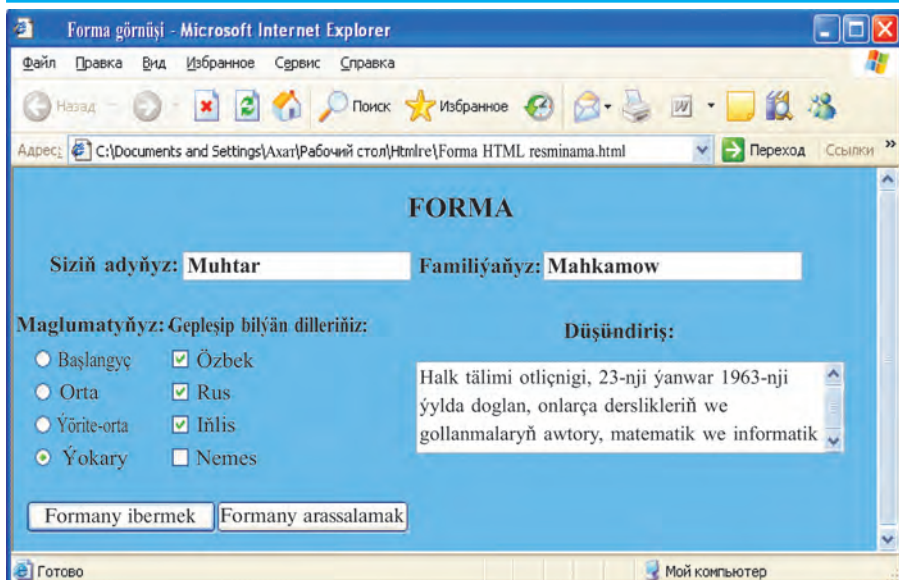 Forma görnüşi - Microsoft Internet Explorer
Файл Правка Вид Избранное Сервис Справка
Назад Поиск Избранное
Адрес: C:\Documents and Settings\Axaт\Рабочий стол\Htmlre\Forma HTML resminama.html Переход Ссылки »
FORMA
Siziň adyňyz: Muhtar Familiýaňyz: Mahkamow
Maglumatyňyz: Gepleşip bilýän dilleriňiz: Düşündiriş:
Başlangyç Özbek
Orta Rus
Ýörite-orta Iňlis
Ýokary Nemes
Halk tälimi otliçnigi, 23-nji ýanwar 1963-nji
ýylda doglan, onlarça derslikleriň we
gollanmalaryň awtory, matematik we informatik
Formany ibermek Formany arassalamak
Готово Мой компьютер